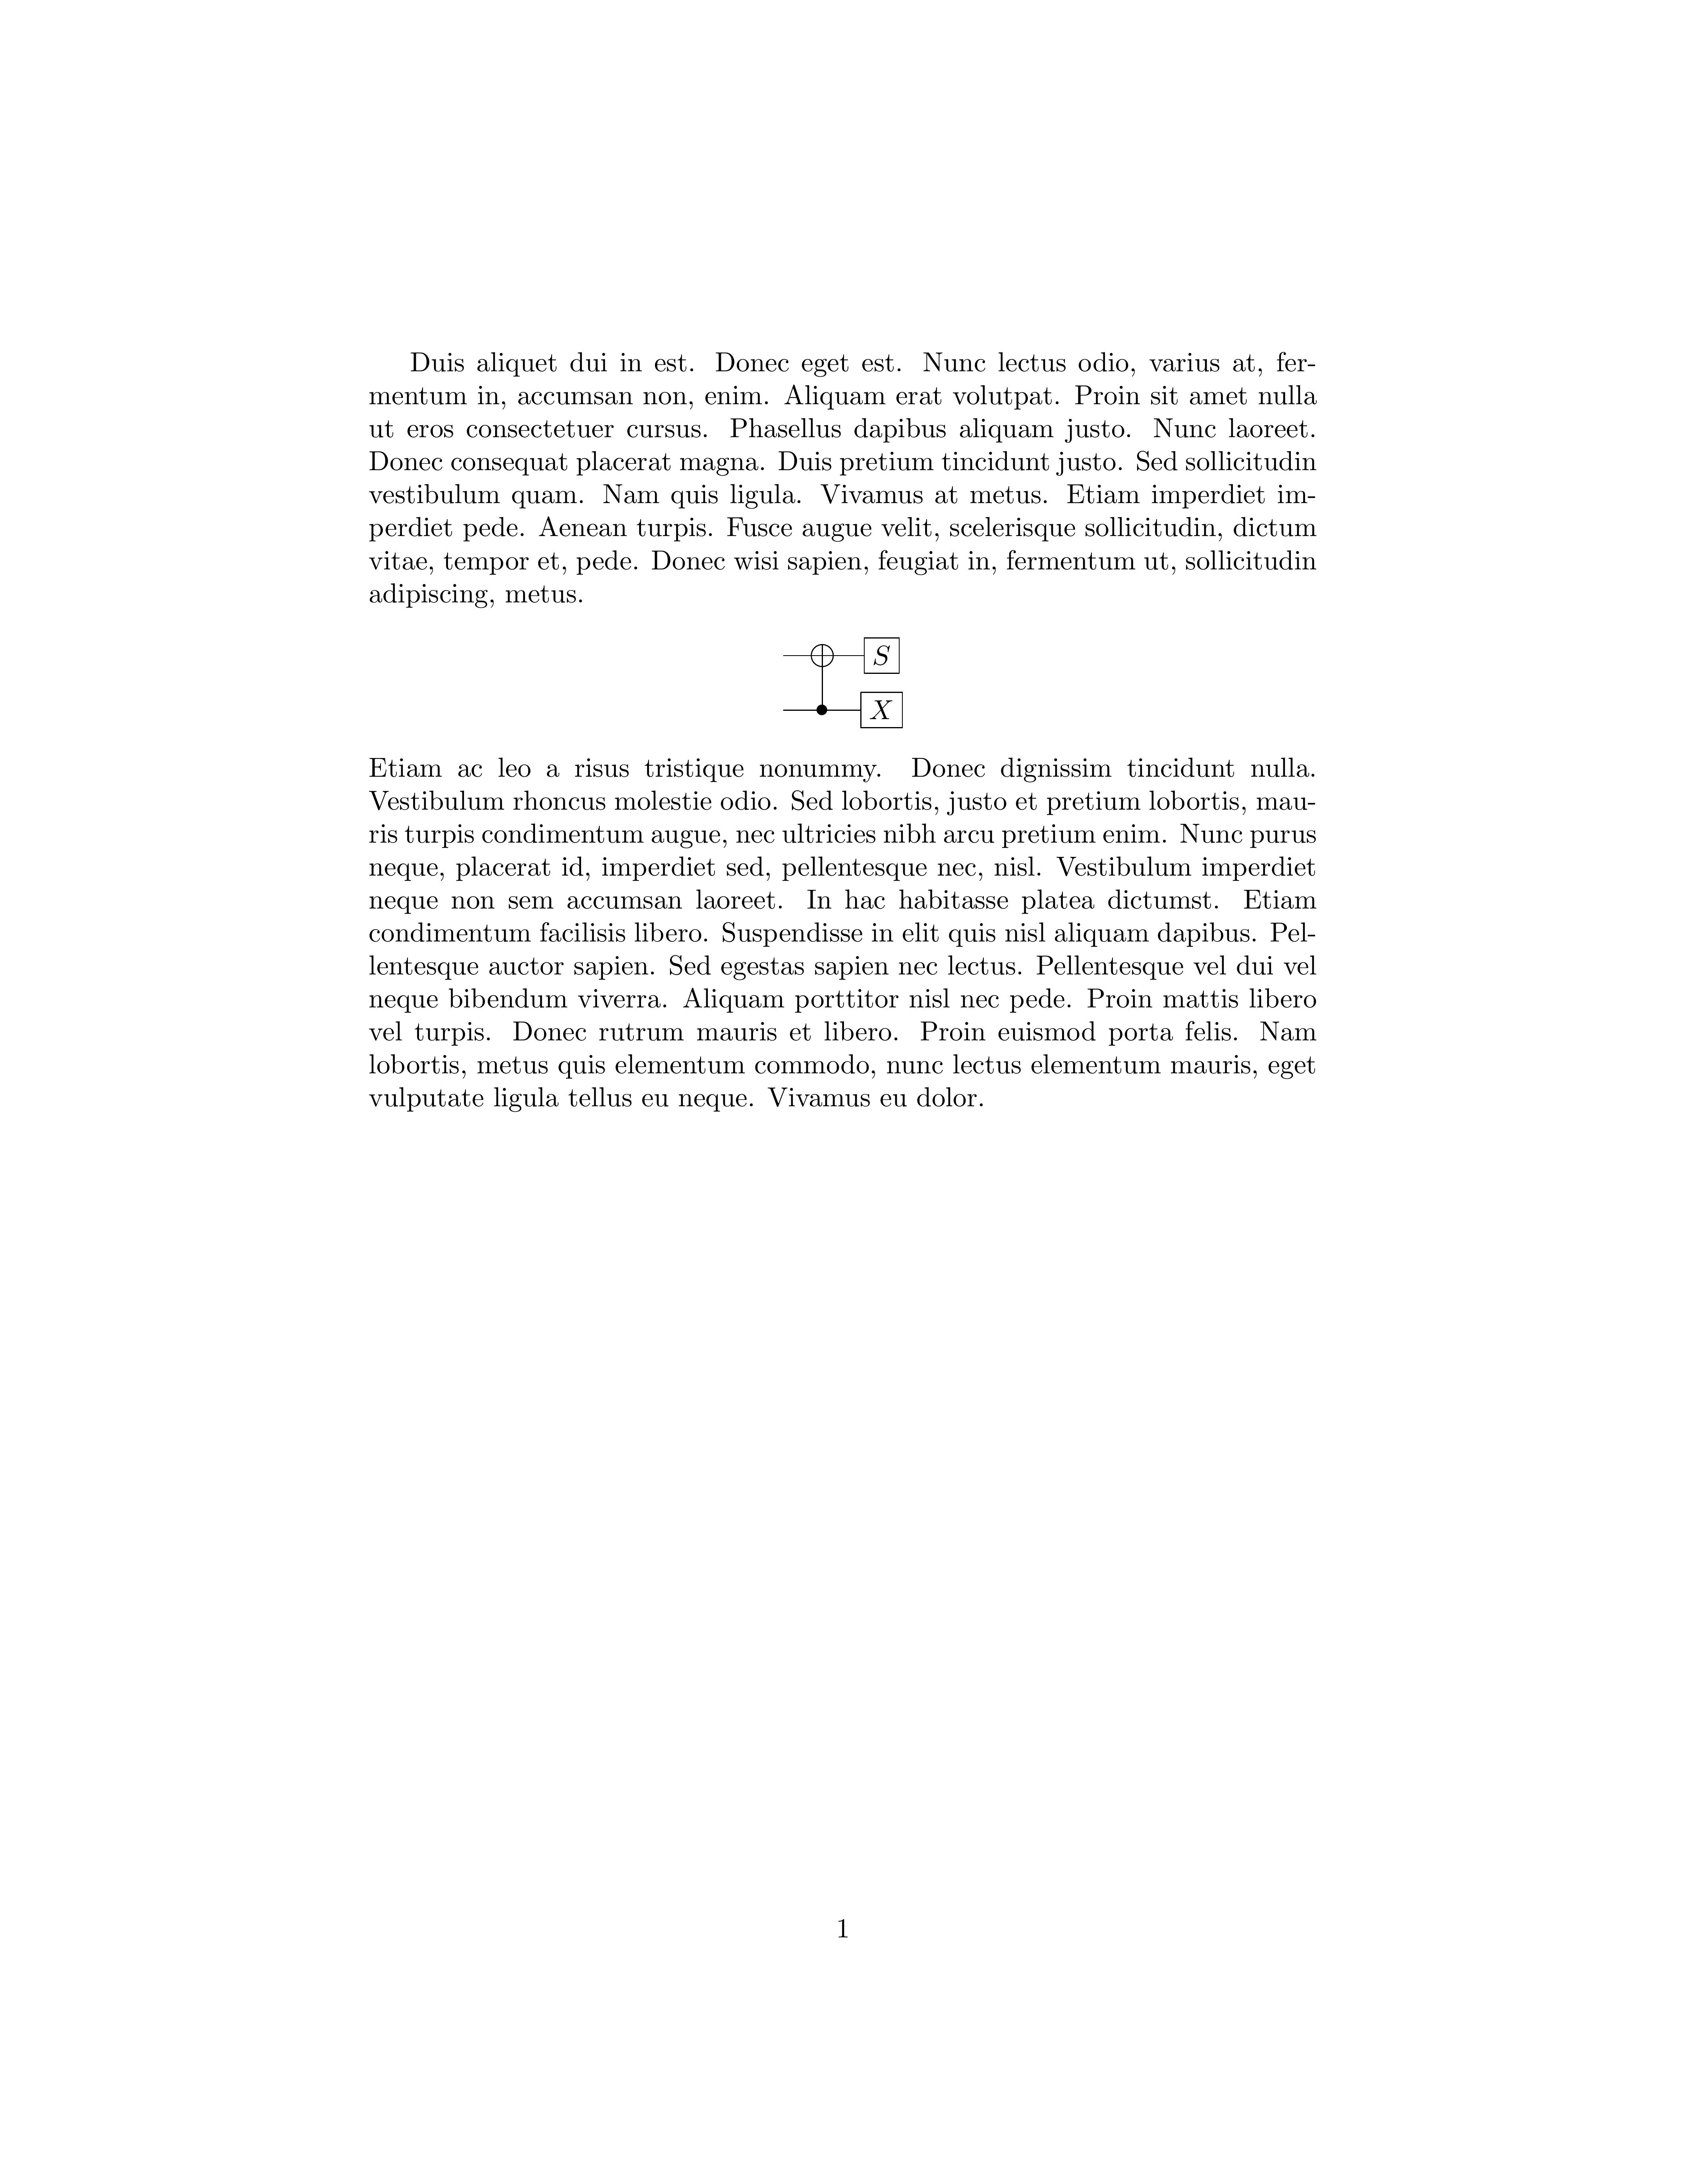 Duis aliquet dui in est. Donec eget est. Nunc lectus odio, varius at, fer-
mentum in, accumsan non, enim. Aliquam erat volutpat. Proin sit amet nulla
ut eros consectetuer cursus. Phasellus dapibus aliquam justo. Nunc laoreet.
Donec consequat placerat magna. Duis pretium tincidunt justo. Sed sollicitudin
vestibulum quam. Nam quis ligula. Vivamus at metus. Etiam imperdiet im-
perdiet pede. Aenean turpis. Fusce augue velit, scelerisque sollicitudin, dictum
vitae, tempor et, pede. Donec wisi sapien, feugiat in, fermentum ut, sollicitudin
adipiscing, metus.
S
X
Etiam ac leo a risus tristique nonummy. Donec dignissim tincidunt nulla.
Vestibulum rhoncus molestie odio. Sed lobortis, justo et pretium lobortis, mau-
ris turpis condimentum augue, nec ultricies nibh arcu pretium enim. Nunc purus
neque, placerat id, imperdiet sed, pellentesque nec, nisl. Vestibulum imperdiet
neque non sem accumsan laoreet. In hac habitasse platea dictumst. Etiam
condimentum facilisis libero. Suspendisse in elit quis nisl aliquam dapibus. Pel-
lentesque auctor sapien. Sed egestas sapien nec lectus. Pellentesque vel dui vel
neque bibendum viverra. Aliquam porttitor nisl nec pede. Proin mattis libero
vel turpis. Donec rutrum mauris et libero. Proin euismod porta felis. Nam
lobortis, metus quis elementum commodo, nunc lectus elementum mauris, eget
vulputate ligula tellus eu neque. Vivamus eu dolor.
1